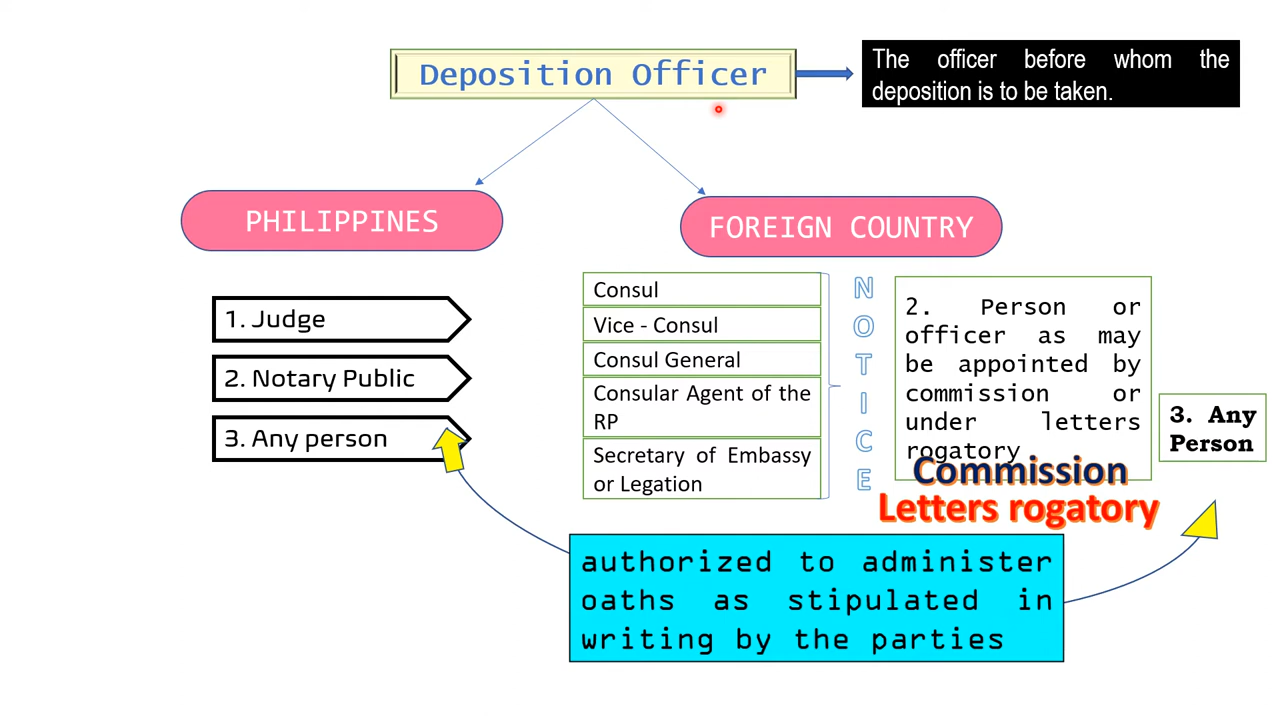 Deposition Officer
The officer before whom the
deposition is to be taken.
PHILIPPINES
FOREIGN COUNTRY
1. Judge
2. Notary Public
3. Any person
Consul
Vice - Consul
Consul General
Consular Agent of the
RP
Secretary of Embassy
or Legation
N
O
T
I
C
E
2. Person or
officer as may
be appointed by
commission or
under letters
rogatory
Commission
Letters rogatory
3. Any
Person
authorized to administer
oaths as stipulated in
writing by the parties